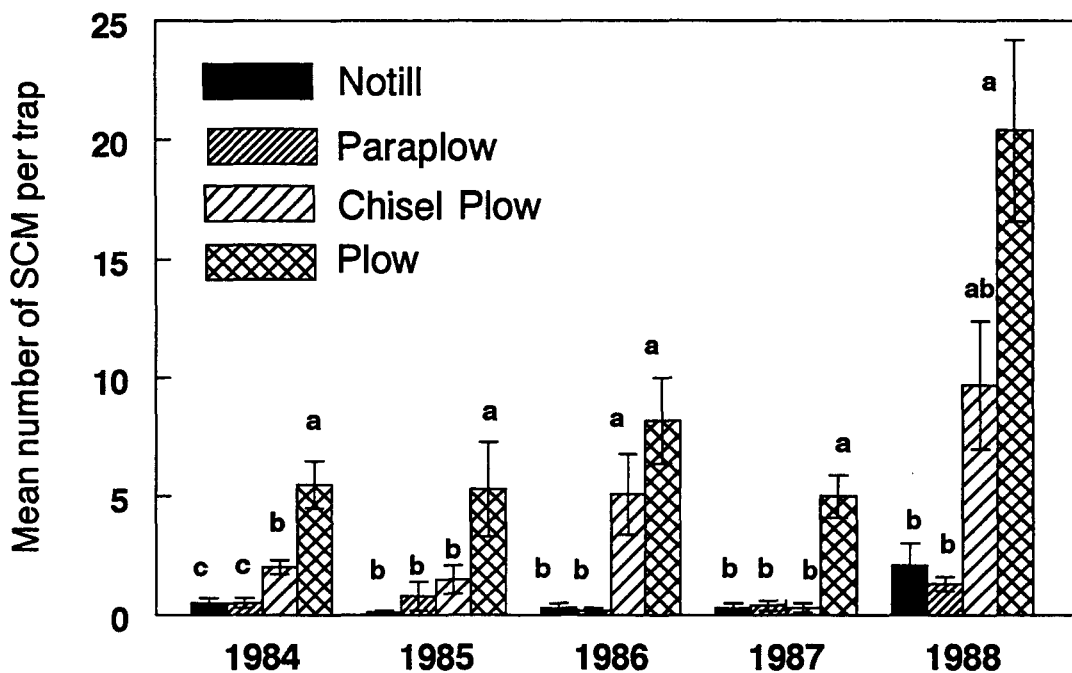 Mean number of SCM per trap
25
20
15
10
5
0
Notill
Paraplow
Chisel Plow
Plow
c c b a
b b b a
b b a a
b b b a
b b ab a
1984 1985 1986 1987 1988